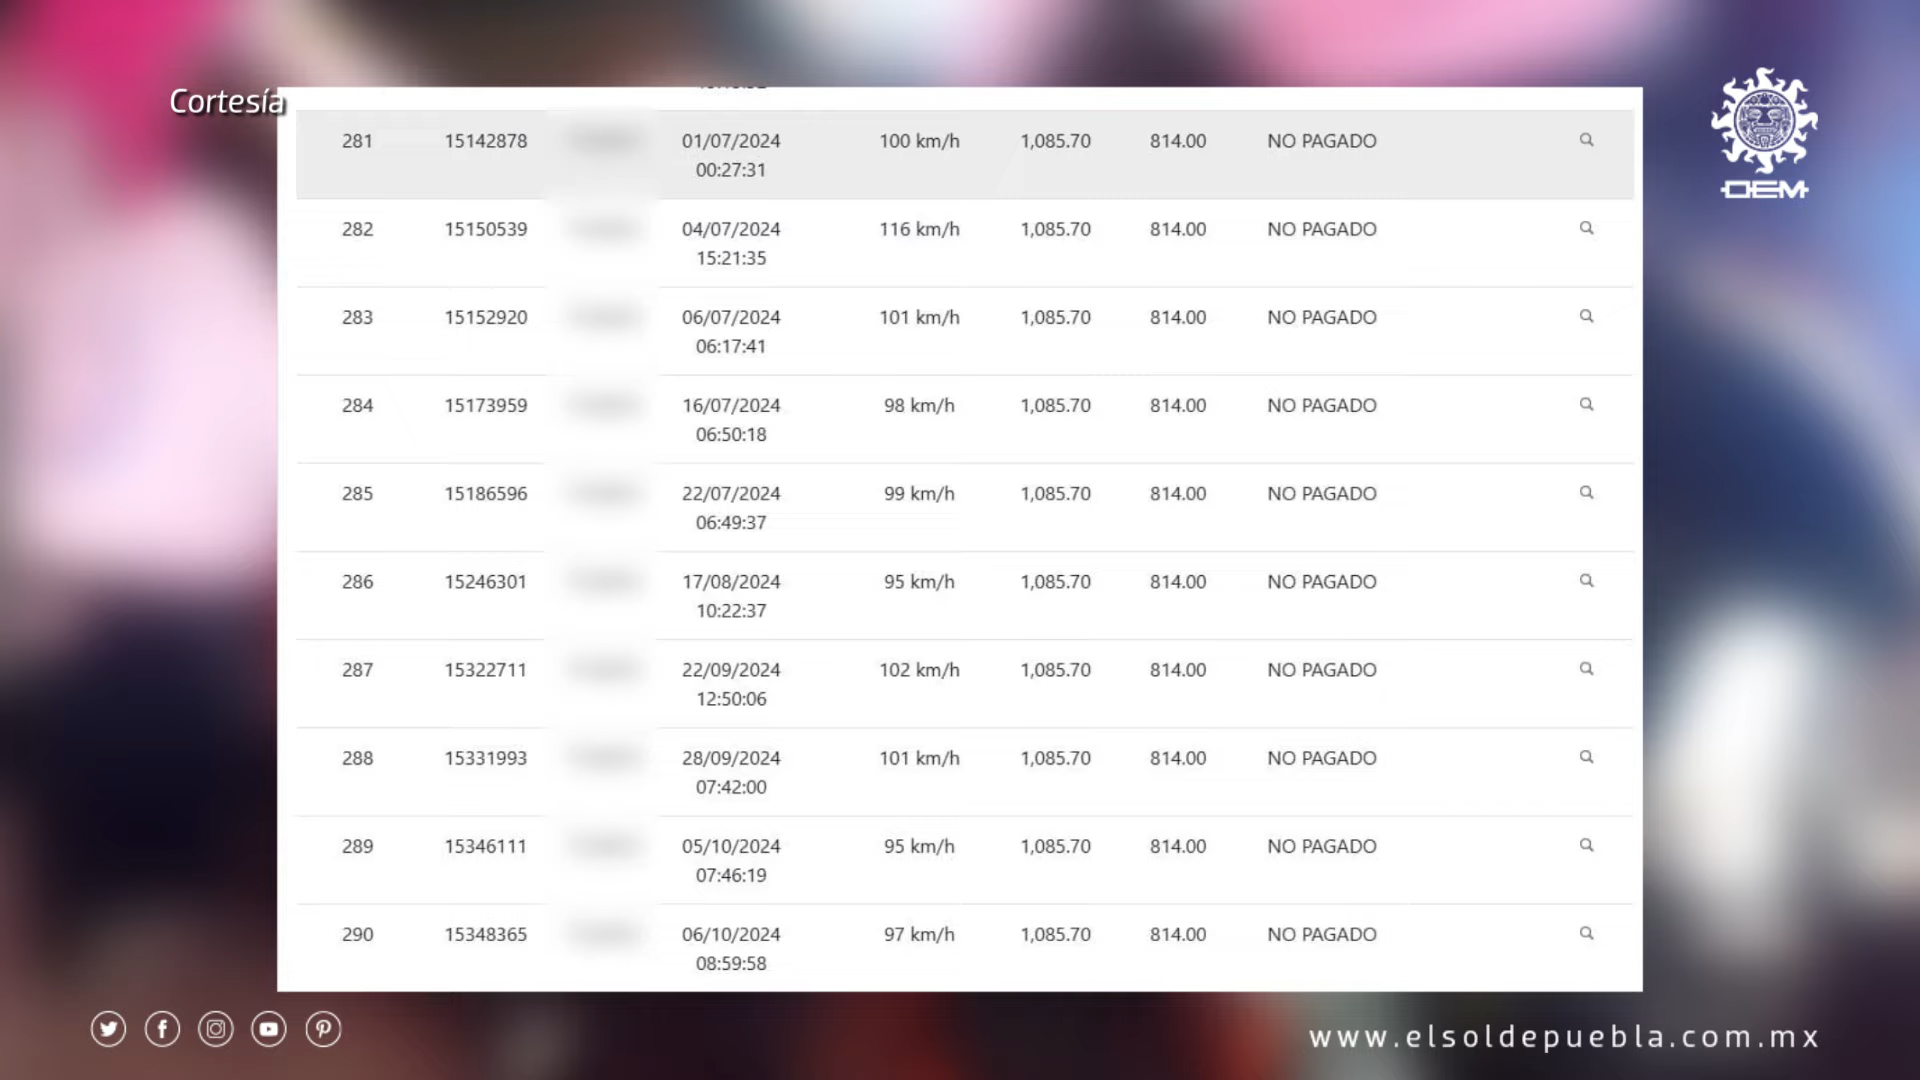 Cortesía
OEM
281 15142878 01/07/2024 100 km/h 1,085.70 814.00 NO PAGADO
00:27:31
282 15150539 04/07/2024 116 km/h 1,085.70 814.00 NO PAGADO
15:21:35
283 15152920 06/07/2024 101 km/h 1,085.70 814.00 NO PAGADO
06:17:41
284 15173959 16/07/2024 98 km/h 1,085.70 814.00 NO PAGADO
06:50:18
285 15186596 22/07/2024 99 km/h 1,085.70 814.00 NO PAGADO
06:49:37
286 15246301 17/08/2024 95 km/h 1,085.70 814.00 NO PAGADO
10:22:37
287 15322711 22/09/2024 102 km/h 1,085.70 814.00 NO PAGADO
12:50:06
288 15331993 28/09/2024 101 km/h 1,085.70 814.00 NO PAGADO
07:42:00
289 15346111 05/10/2024 95 km/h 1,085.70 814.00 NO PAGADO
07:46:19
290 15348365 06/10/2024 97 km/h 1,085.70 814.00 NO PAGADO
08:59:58
www.elsoldepuebla.com.mx